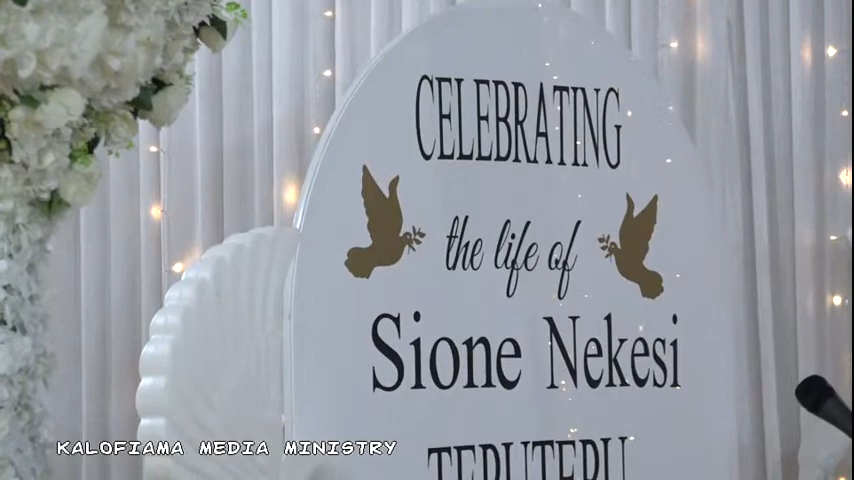 CELEBRATING
the life of
Sione Nekesi
KALOFIAMA MEDIA MINISTRY